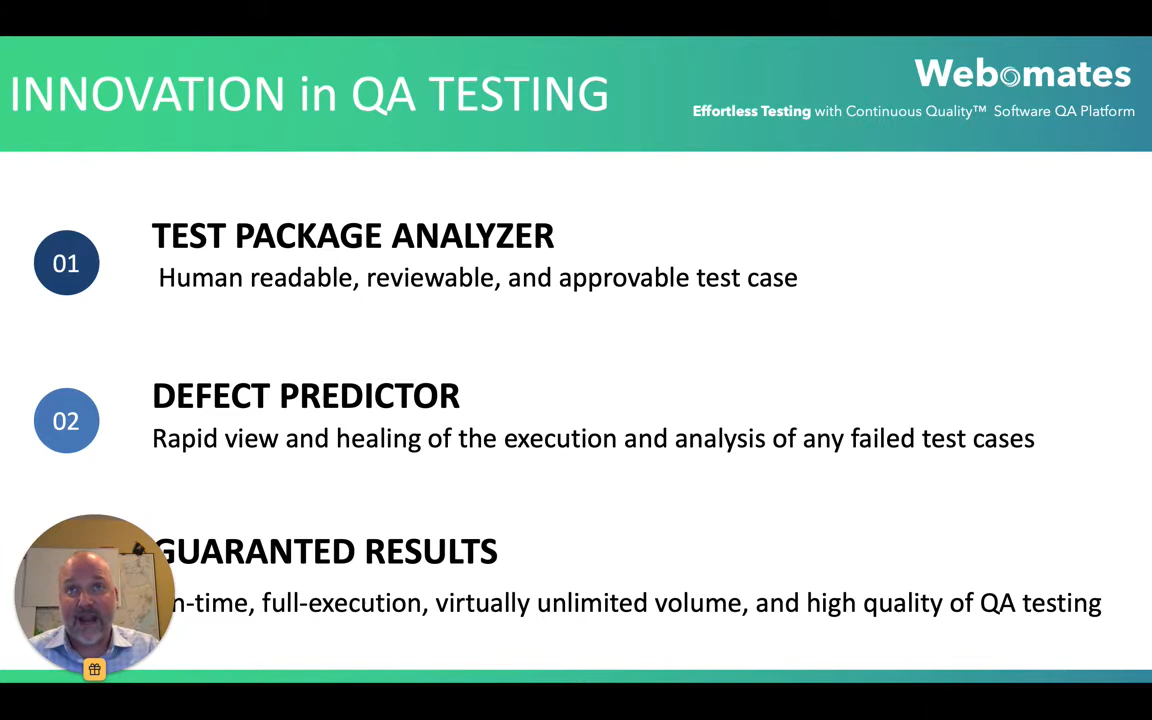 INNOVATION in QA TESTING
Webomates
Effortless Testing with Continuous Quality™ Software QA Platform
01
TEST PACKAGE ANALYZER
Human readable, reviewable, and approvable test case
02
DEFECT PREDICTOR
Rapid view and healing of the execution and analysis of any failed test cases
GUARANTED RESULTS
n-time, full-execution, virtually unlimited volume, and high quality of QA testing